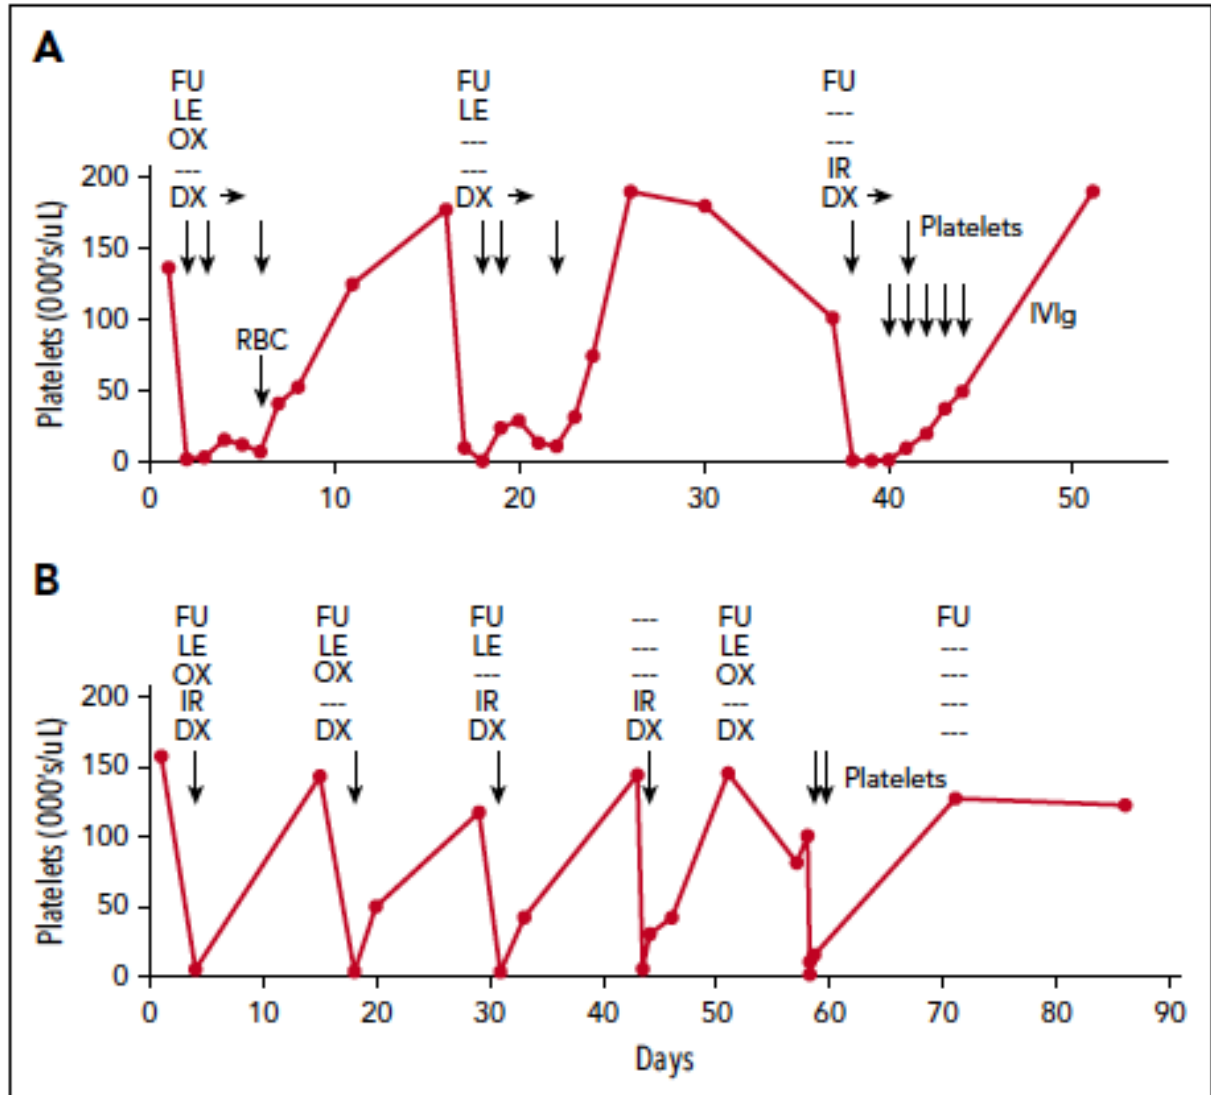 A
FU FU FU
LE LE ---
OX --- ---
--- --- IR
DX → DX → DX →
Platelets
IVIg
RBC
Platelets (000's/uL)
200
150
100
50
0
0 10 20 30 40 50
B
FU FU FU --- FU FU
LE LE LE --- LE ---
OX OX --- --- OX ---
IR --- IR IR --- ---
DX DX DX DX DX ---
Platelets
Platelets (000's/uL)
200
150
100
50
0
0 10 20 30 40 50 60 70 80 90
Days